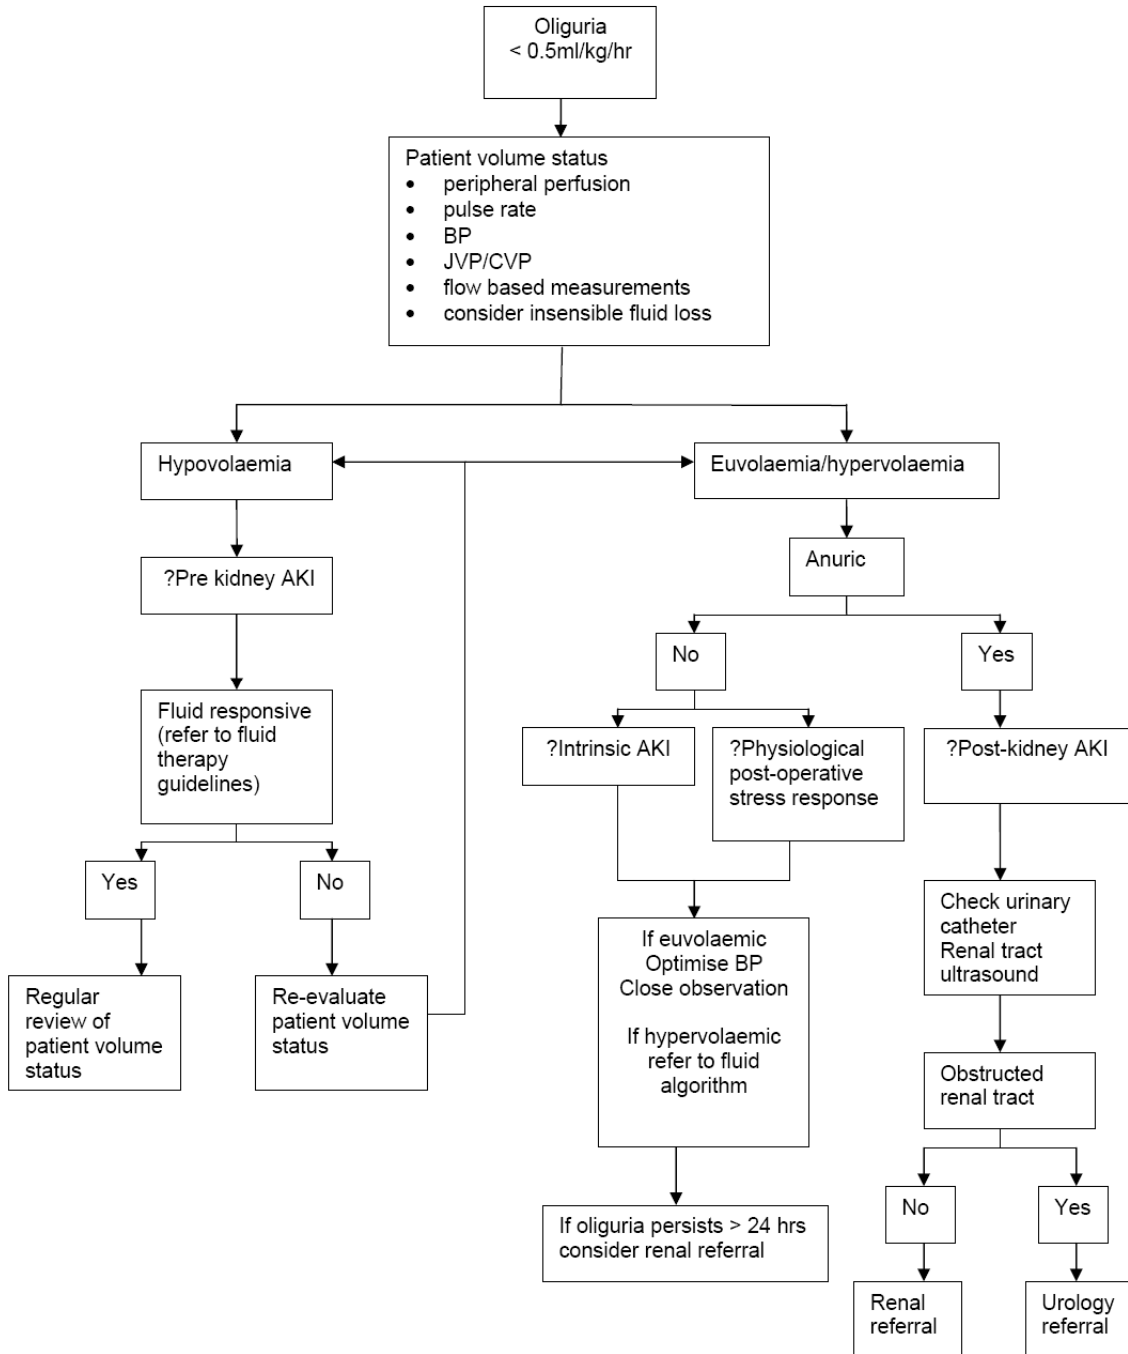 Oliguria
< 0.5ml/kg/hr
Patient volume status
• peripheral perfusion
• pulse rate
• BP
• JVP/CVP
• flow based measurements
• consider insensible fluid loss
Hypovolaemia
Euvolaemia/hypervolaemia
?Pre kidney AKI
Anuric
No
Yes
Fluid responsive
(refer to fluid
therapy
guidelines)
?Intrinsic AKI
?Physiological
post-operative
stress response
?Post-kidney AKI
Yes
No
Check urinary
catheter
Renal tract
ultrasound
Regular
review of
patient volume
status
Re-evaluate
patient volume
status
If euvolaemic
Optimise BP
Close observation
If hypervolaemic
refer to fluid
algorithm
Obstructed
renal tract
No
Yes
If oliguria persists > 24 hrs
consider renal referral
Renal
referral
Urology
referral